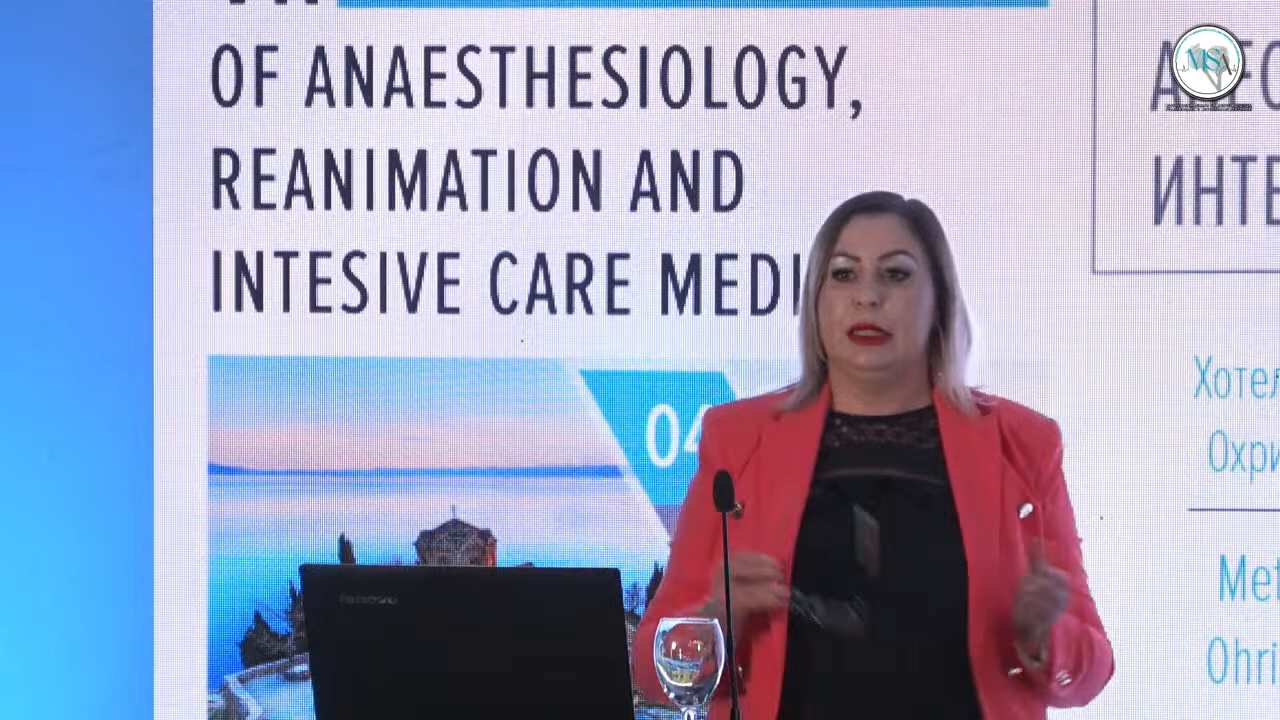 OF ANAESTHESIOLOGY,
REANIMATION AND
INTESIVE CARE MEDI
04
ИНТЕ
Хотел
Охри
Met
Ohri
MSA
lenovo